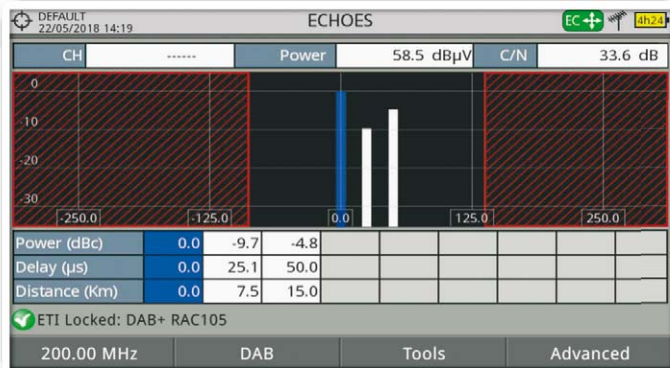 DEFAULT
22/05/2018 14:19
ECHOES
EC
4h24
CH ------ Power 58.5 dBµV C/N 33.6 dB
0
-10
-20
-30
-250.0 -125.0 0.0 125.0 250.0
Power (dBc) 0.0 -9.7 -4.8
Delay (µs) 0.0 25.1 50.0
Distance (Km) 0.0 7.5 15.0
ETI Locked: DAB+ RAC105
200.00 MHz DAB Tools Advanced